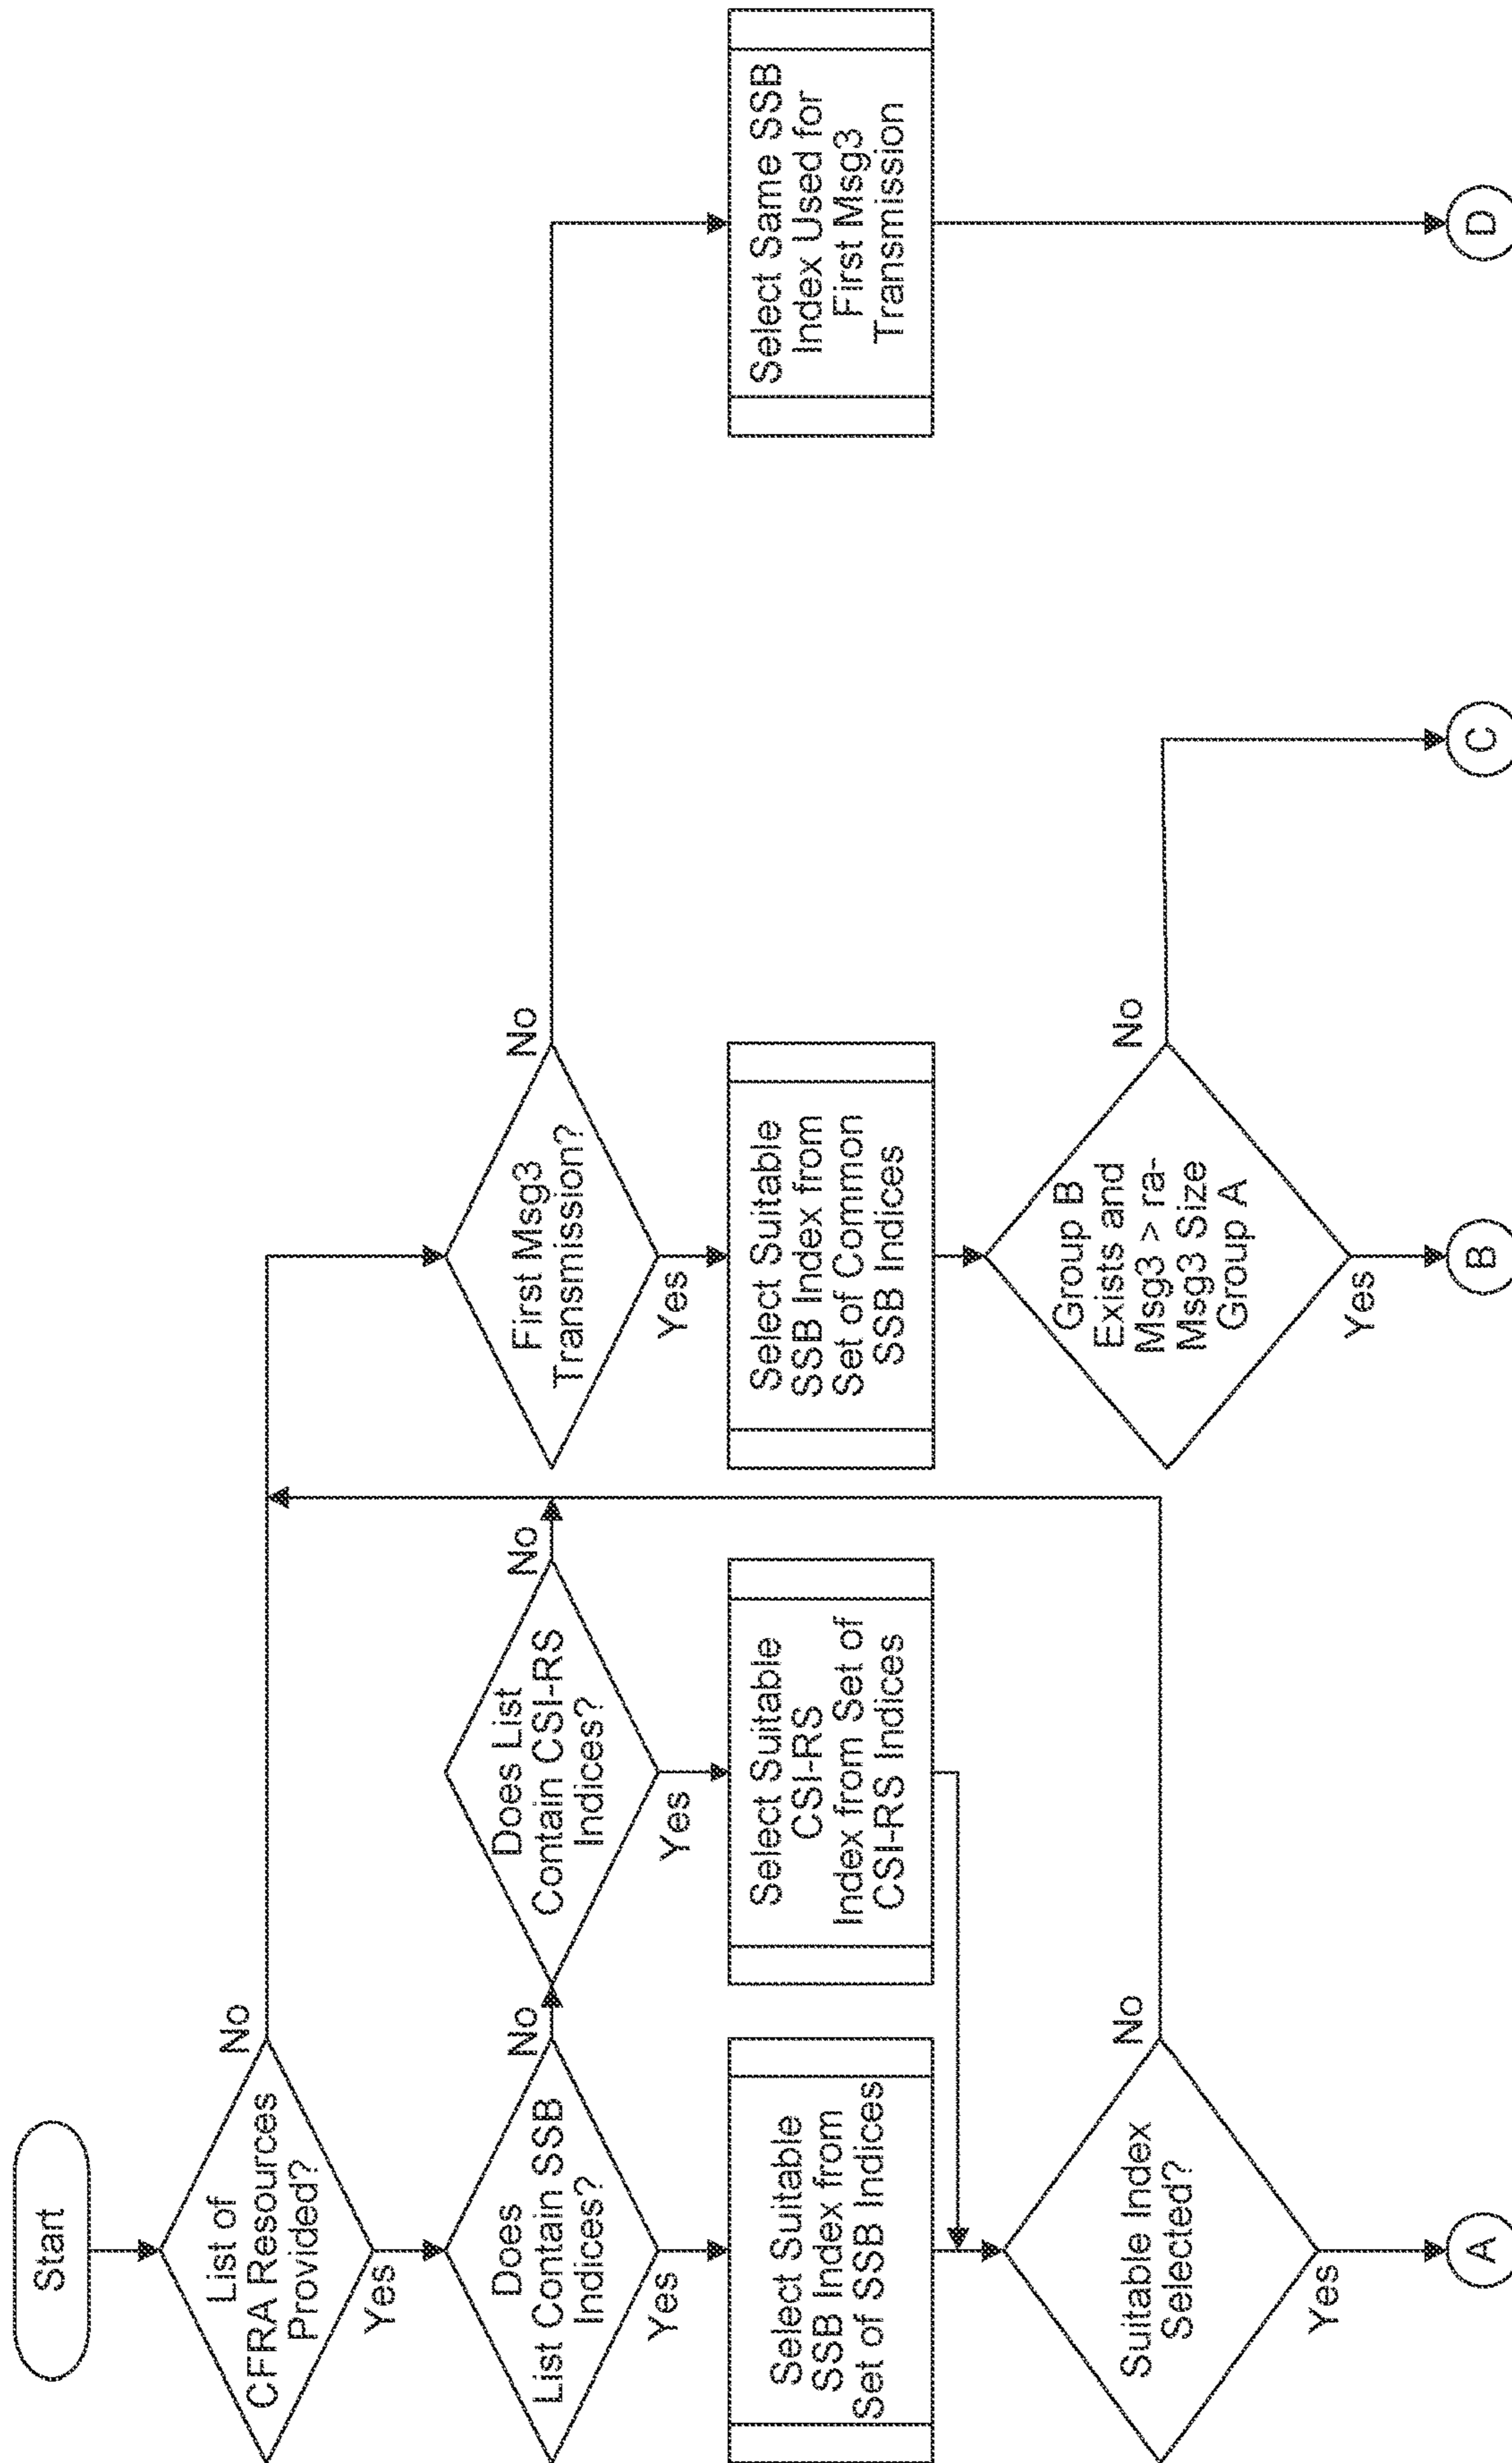 Start
List of
CFRA Resources
Provided?
No
Yes
Does
List Contain SSB
Indices?
No
Yes
Does List
Contain CSI-RS
Indices?
No
Yes
First Msg3
Transmission?
No
Yes
Select Suitable
SSB Index from
Set of SSB Indices
Select Suitable
CSI-RS
Index from Set of
CSI-RS Indices
Select Suitable
SSB Index from
Set of Common
SSB Indices
Select Same SSB
Index Used for
First Msg3
Transmission
Suitable Index
Selected?
No
Yes
Group B
Exists and
Msg3 > ra-
Msg3 Size
Group A
No
Yes
A
B
C
D